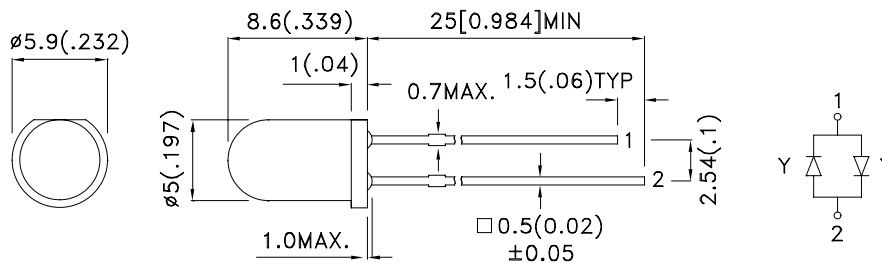 8.6(.339)
25[0.984]MIN
ø5.9(.232)
1(.04)
0.7MAX.
1.5(.06)TYP
ø5(.197)
1
2
2.54(.1)
1.0MAX.
□0.5(0.02)
±0.05
1
Y
Y
2